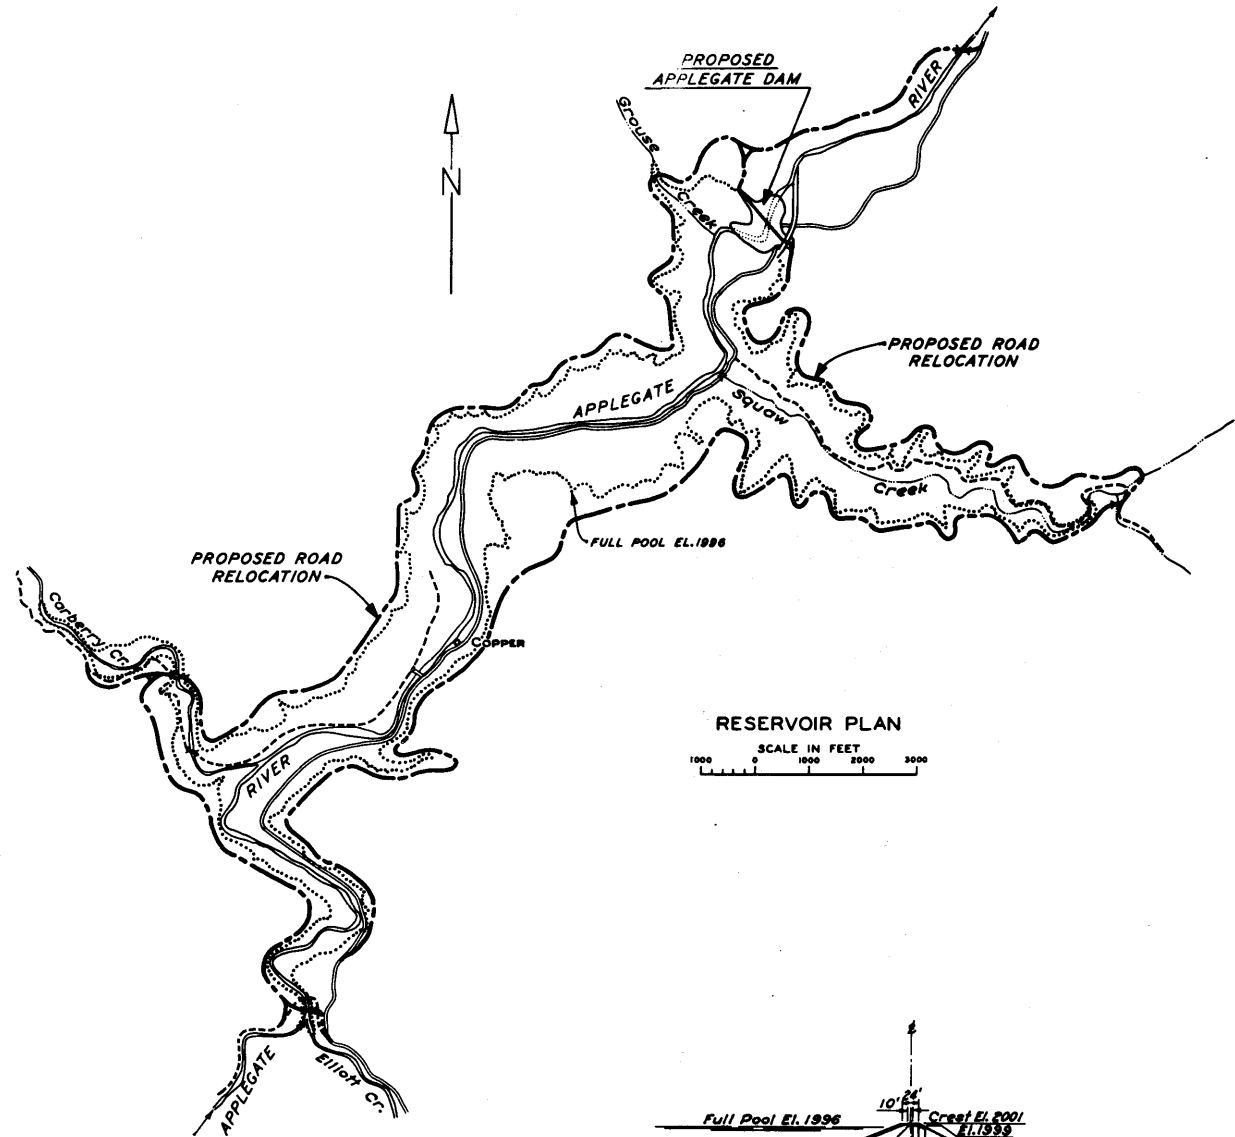 PROPOSED
APPLEGATE DAM
RIVER
Grouse
Creek
N
PROPOSED ROAD
RELOCATION
APPLEGATE
Squaw
Creek
FULL POOL EL. 1996
PROPOSED ROAD
RELOCATION
Carberry Cr.
COPPER
RIVER
RESERVOIR PLAN
SCALE IN FEET
1000 0 1000 2000 3000
APPLEGATE
Elliott Cr.
24'
10'
Full Pool El. 1996
Crest El. 2001
El. 1999